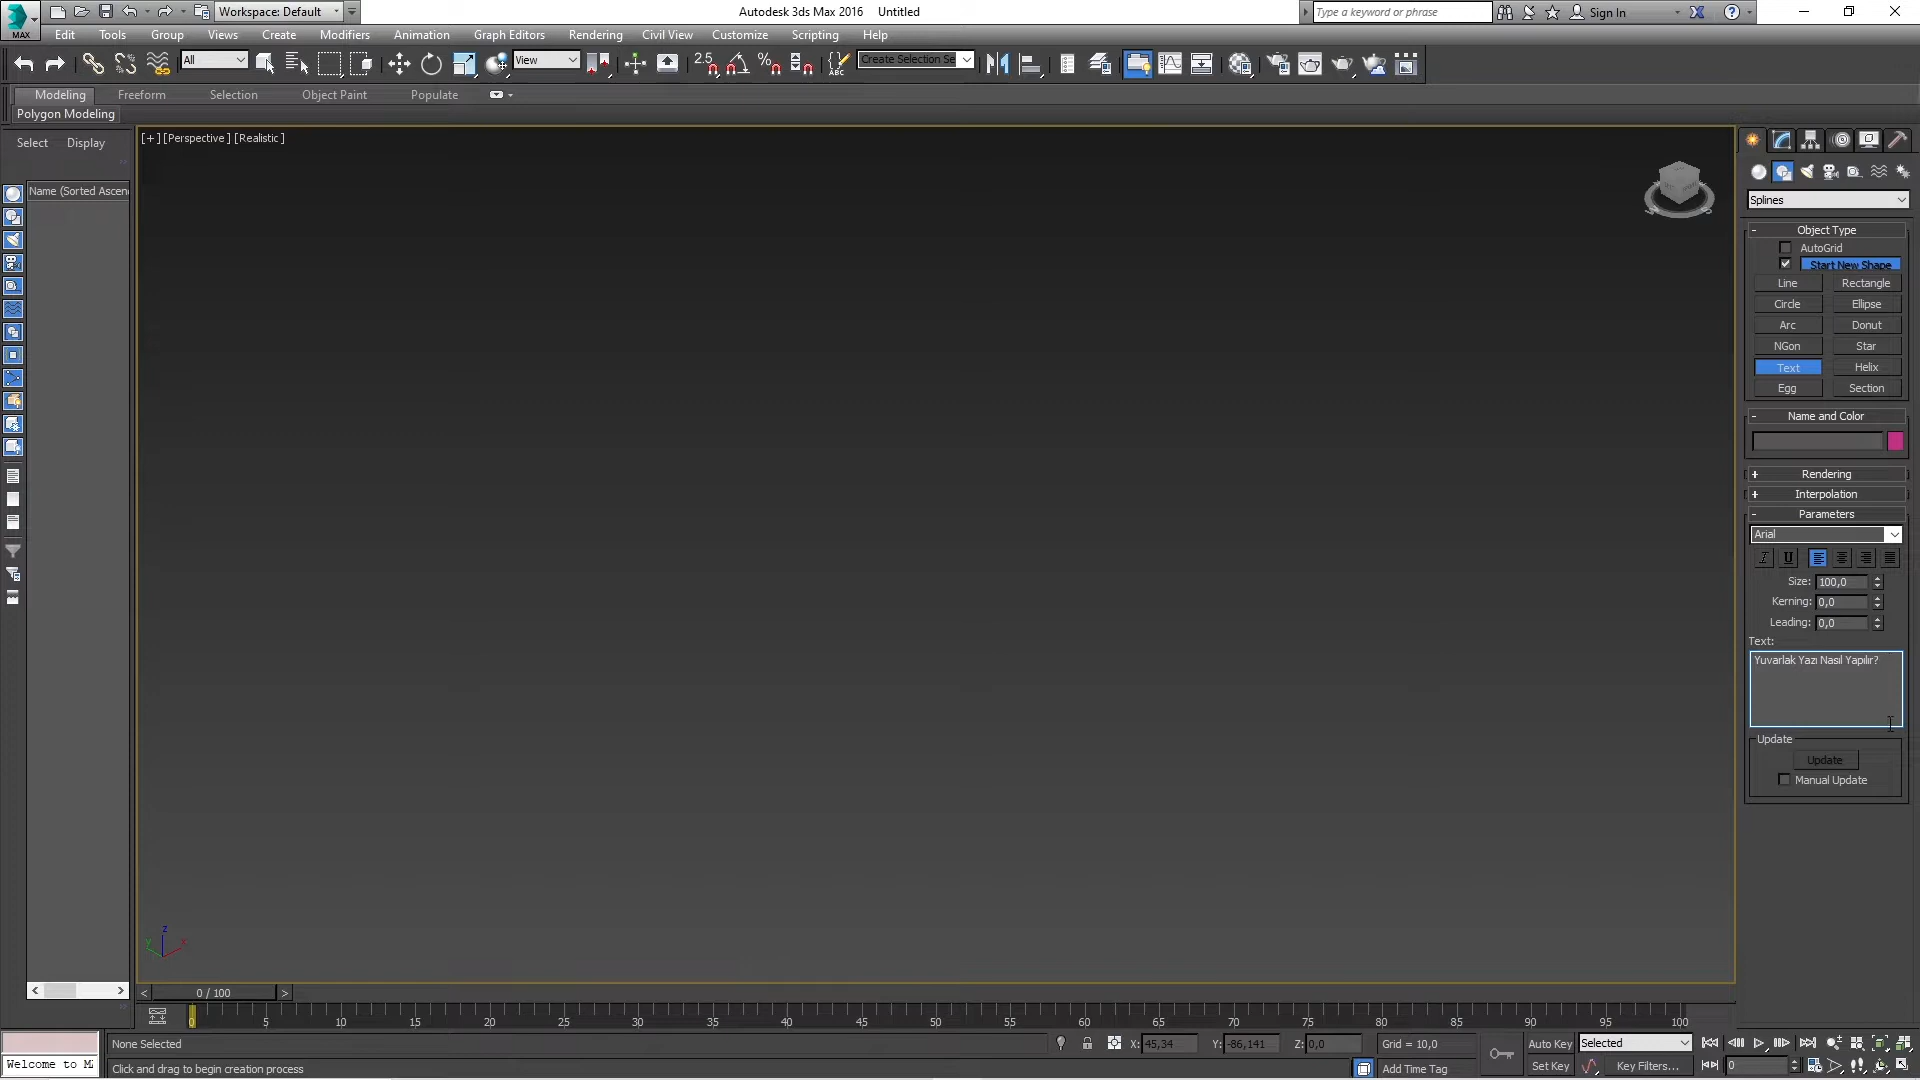 Workspace: Default
Autodesk 3ds Max 2016 Untitled
Type a keyword or phrase
Sign In
MAX
Edit Tools Group Views Create Modifiers Animation Graph Editors Rendering Civil View Customize Scripting Help
All
View
2.5
ABC
Create Selection Se
Modeling Freeform Selection Object Paint Populate
Polygon Modeling
Select Display
Name (Sorted Ascen
[+] [Perspective ] [Realistic ]
Splines
- Object Type
AutoGrid
Start New Shape
Line Rectangle
Circle Ellipse
Arc Donut
NGon Star
Text Helix
Egg Section
- Name and Color
+ Rendering
+ Interpolation
- Parameters
Arial
I U
Size: 100,0
Kerning: 0,0
Leading: 0,0
Text:
Yuvarlak Yazı Nasıl Yapılır?
Update
Update
Manual Update
z
y x
< 0 / 100 >
0 5 10 15 20 25 30 35 40 45 50 55 60 65 70 75 80 85 90 95 100
None Selected
X: 45,34 Y: -86,141 Z: 0,0 Grid = 10,0
Auto Key Selected
Welcome to M
Click and drag to begin creation process
Add Time Tag
Set Key Key Filters...
0